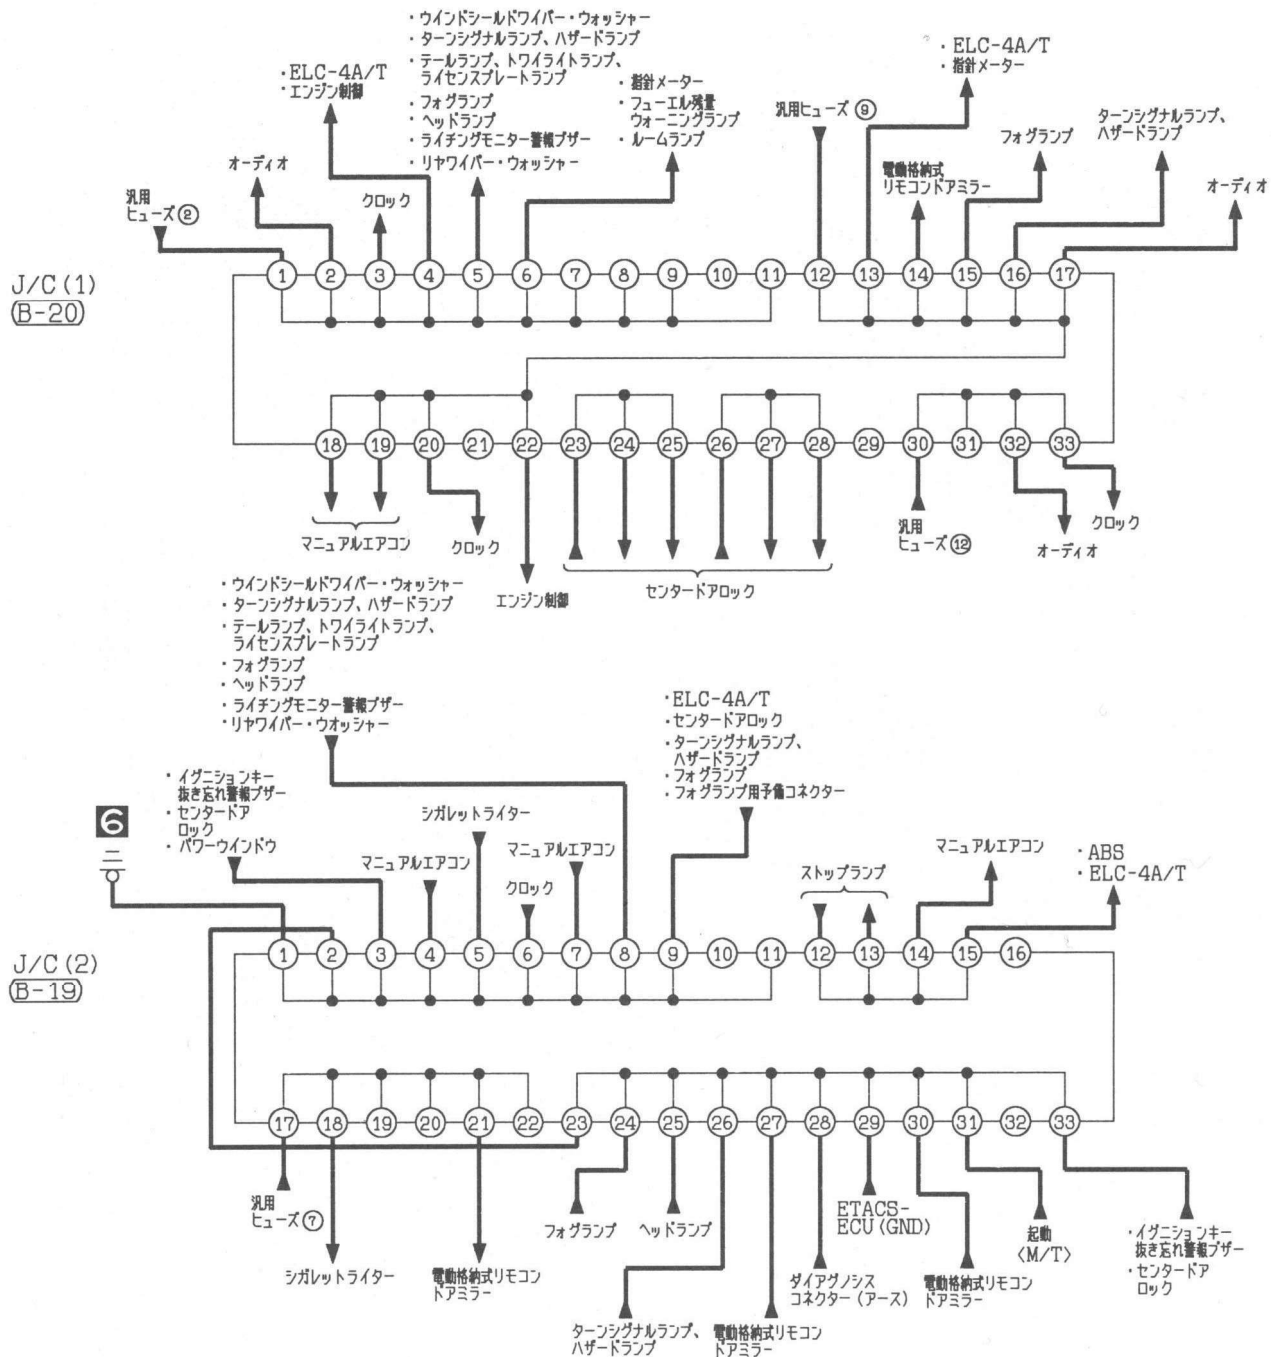 ・ウインドシールドワイパー・ウォッシャー
・ターンシグナルランプ、ハザードランプ
・テールランプ、トワイライトランプ、
ライセンスプレートランプ
・フォグランプ
・ヘッドランプ
・ライチングモニター警報ブザー
・リヤワイパー・ウォッシャー
・ELC-4A/T
・エンジン制御
・指針メーター
・フューエル残量
ウォーニングランプ
・ルームランプ
・ELC-4A/T
・指針メーター
汎用ヒューズ⑨
電動格納式
リモコンドアミラー
フォグランプ
ターンシグナルランプ、
ハザードランプ
オーディオ
オーディオ
クロック
汎用
ヒューズ②
J/C (1)
B-20
1 2 3 4 5 6 7 8 9 10 11 12 13 14 15 16 17
18 19 20 21 22 23 24 25 26 27 28 29 30 31 32 33
マニュアルエアコン
クロック
エンジン制御
センタードアロック
汎用
ヒューズ⑫
オーディオ
クロック
・ウインドシールドワイパー・ウォッシャー
・ターンシグナルランプ、ハザードランプ
・テールランプ、トワイライトランプ、
ライセンスプレートランプ
・フォグランプ
・ヘッドランプ
・ライチングモニター警報ブザー
・リヤワイパー・ウオッシャー
・ELC-4A/T
・センタードアロック
・ターンシグナルランプ、
ハザードランプ
・フォグランプ
・フォグランプ用予備コネクター
・イグニションキー
抜き忘れ警報ブザー
・センタードア
ロック
・パワーウインドウ
6
マニュアルエアコン
シガレットライター
クロック
マニュアルエアコン
ストップランプ
マニュアルエアコン
・ABS
・ELC-4A/T
J/C (2)
B-19
1 2 3 4 5 6 7 8 9 10 11 12 13 14 15 16
17 18 19 20 21 22 23 24 25 26 27 28 29 30 31 32 33
汎用
ヒューズ⑦
シガレットライター
電動格納式リモコン
ドアミラー
フォグランプ
ヘッドランプ
ターンシグナルランプ、
ハザードランプ
電動格納式リモコン
ドアミラー
ダイアグノシス
コネクター (アース)
ETACS-
ECU (GND)
電動格納式リモコン
ドアミラー
起動
〈M/T〉
・イグニションキー
抜き忘れ警報ブザー
・センタードア
ロック